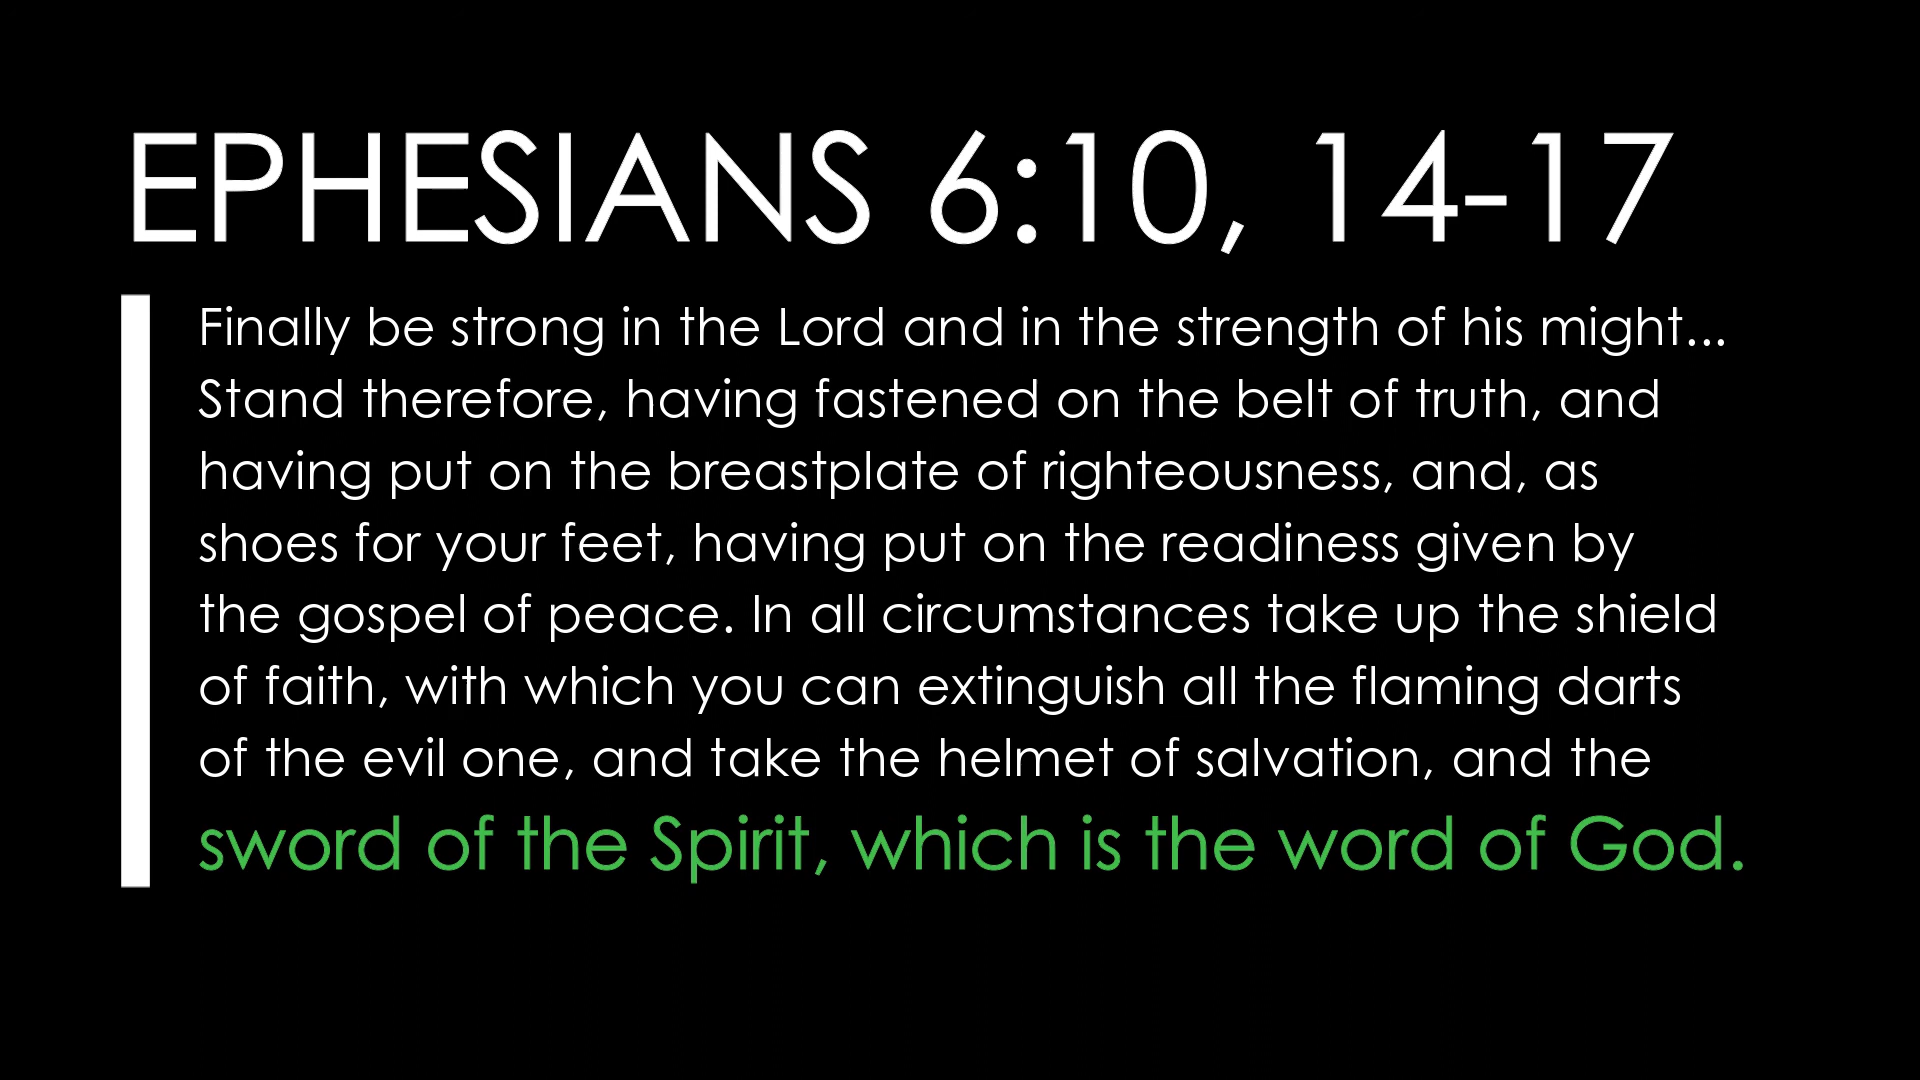 EPHESIANS 6:10, 14-17
Finally be strong in the Lord and in the strength of his might...
Stand therefore, having fastened on the belt of truth, and
having put on the breastplate of righteousness, and, as
shoes for your feet, having put on the readiness given by
the gospel of peace. In all circumstances take up the shield
of faith, with which you can extinguish all the flaming darts
of the evil one, and take the helmet of salvation, and the
sword of the Spirit, which is the word of God.